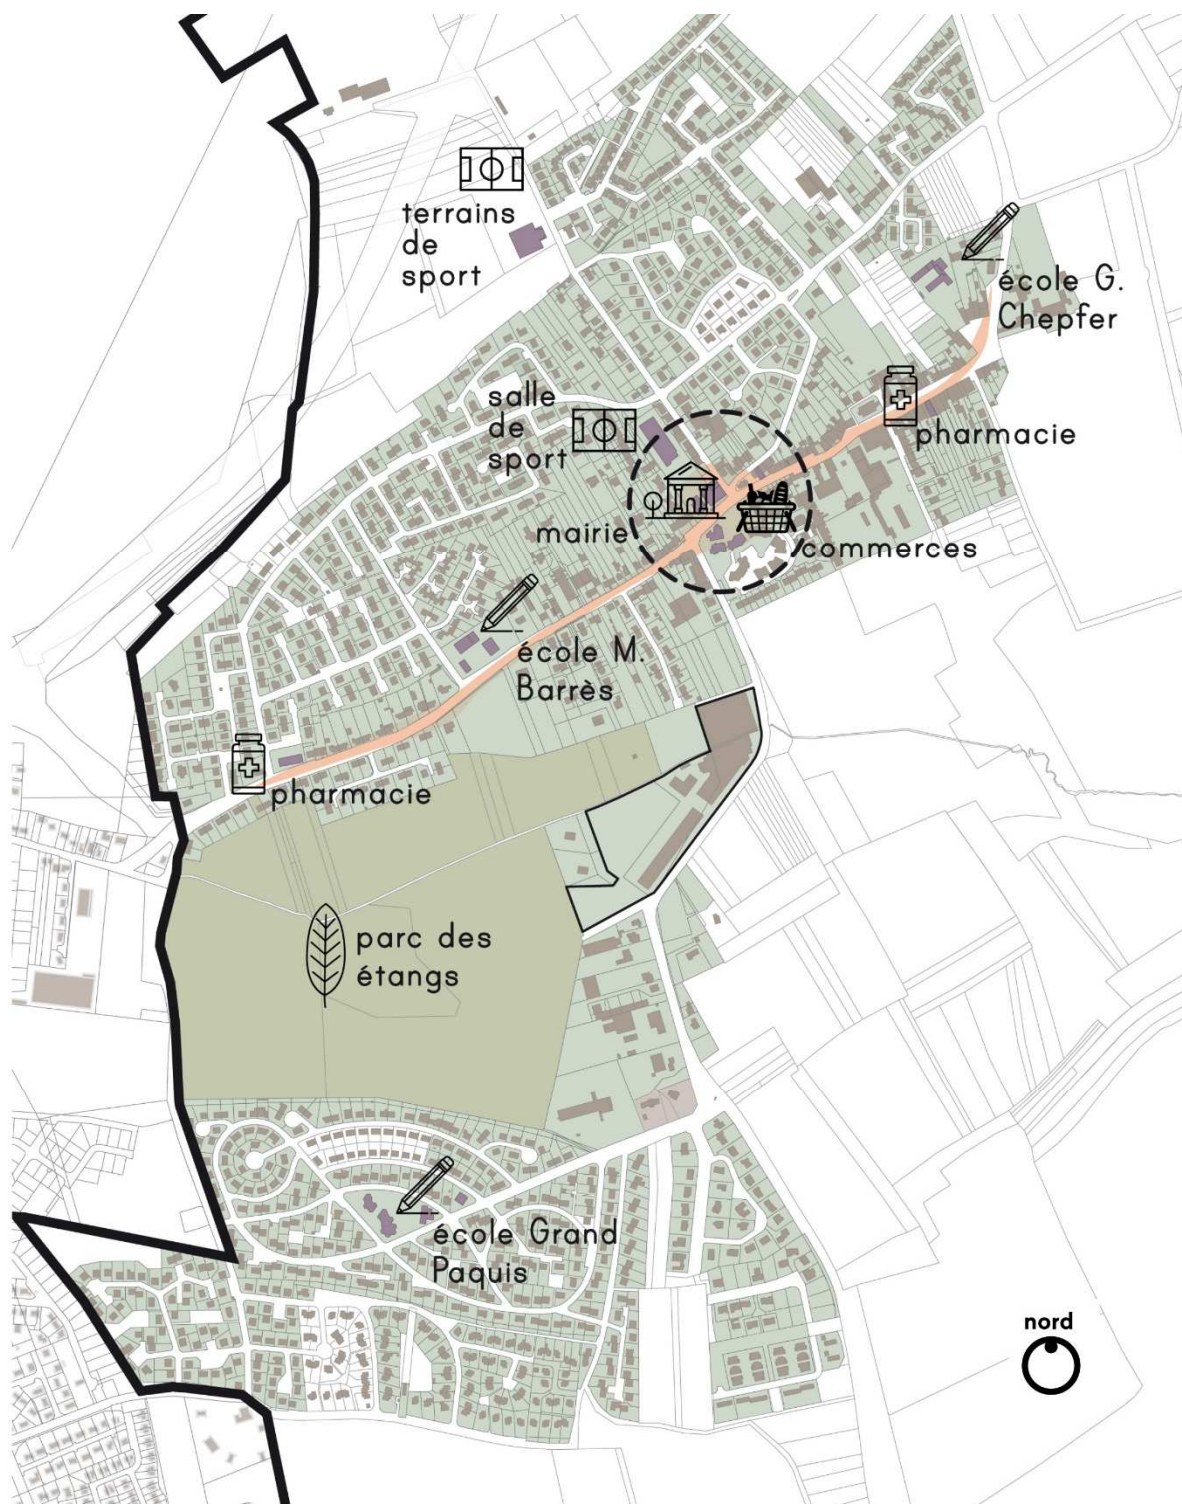 terrains
de
sport
école G.
Chepfer
salle
de
sport
pharmacie
mairie
commerces
école M.
Barrès
pharmacie
parc des
étangs
école Grand
Paquis
nord